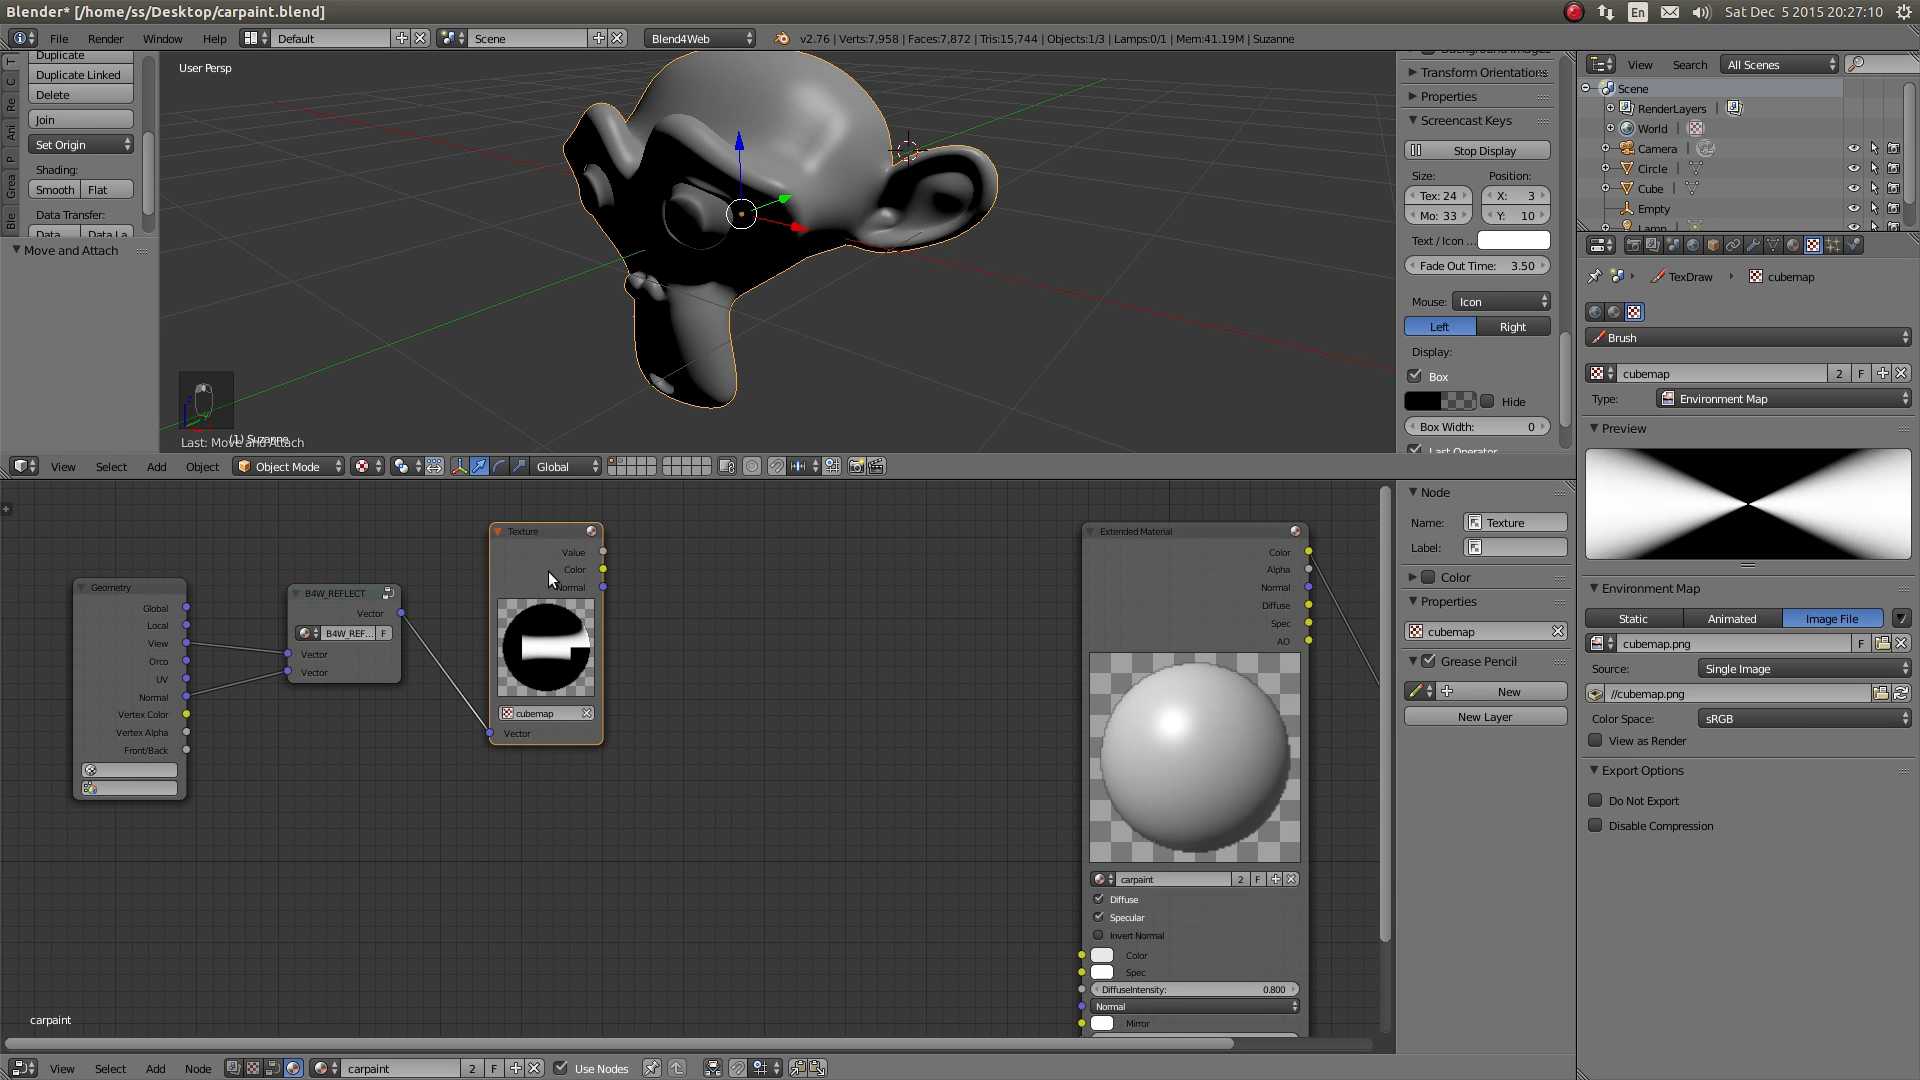 Blender* [/home/ss/Desktop/carpaint.blend]
En
Sat Dec 5 2015 20:27:10
File
Render
Window
Help
Default
Scene
Blend4Web
v2.76 | Verts:7,958 | Faces:7,872 | Tris:15,744 | Objects:1/3 | Lamps:0/1 | Mem:41.19M | Suzanne
T
C
Re
Ani
P
Grea
Ble
Duplicate
Duplicate Linked
Delete
Join
Set Origin
Shading:
Smooth
Flat
Data Transfer:
Data
Data La
Move and Attach
User Persp
(1) Suzanne
Last: Move and Attach
Transform Orientations
Properties
Screencast Keys
Stop Display
Size:
Position:
Tex: 24
X: 3
Mo: 33
Y: 10
Text / Icon ...
Fade Out Time: 3.50
Mouse:
Icon
Left
Right
Display:
Box
Hide
Box Width: 0
View
Search
All Scenes
Scene
RenderLayers
World
Camera
Circle
Cube
Empty
Lamp
TexDraw
cubemap
Brush
cubemap
2
F
Type:
Environment Map
Preview
Environment Map
Static
Animated
Image File
cubemap.png
F
Source:
Single Image
//cubemap.png
Color Space:
sRGB
View as Render
Export Options
Do Not Export
Disable Compression
View
Select
Add
Object
Object Mode
Global
Geometry
Global
Local
View
Orco
UV
Normal
Vertex Color
Vertex Alpha
Front/Back
B4W_REFLECT
Vector
B4W_REF...
F
Vector
Vector
Texture
Value
Color
Normal
cubemap
Vector
Extended Material
Color
Alpha
Normal
Diffuse
Spec
AO
carpaint
2
F
Diffuse
Specular
Invert Normal
Color
Spec
DiffuseIntensity: 0.800
Normal
Mirror
Node
Name:
Texture
Label:
Color
Properties
cubemap
Grease Pencil
New
New Layer
carpaint
View
Select
Add
Node
carpaint
2
F
Use Nodes